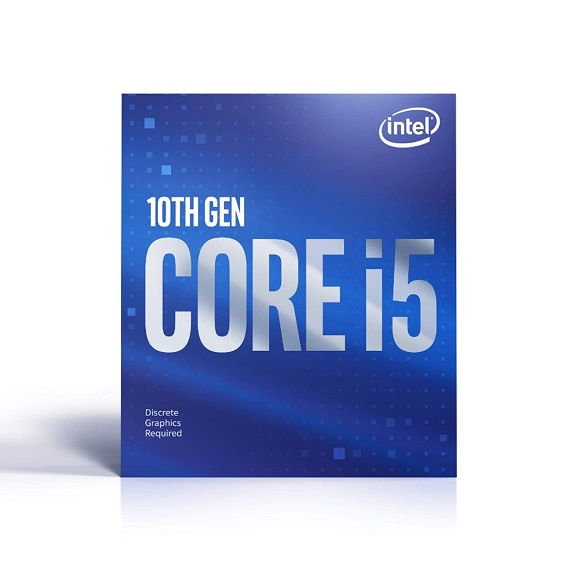 intel
10TH GEN
CORE i5
Discrete
Graphics
Required